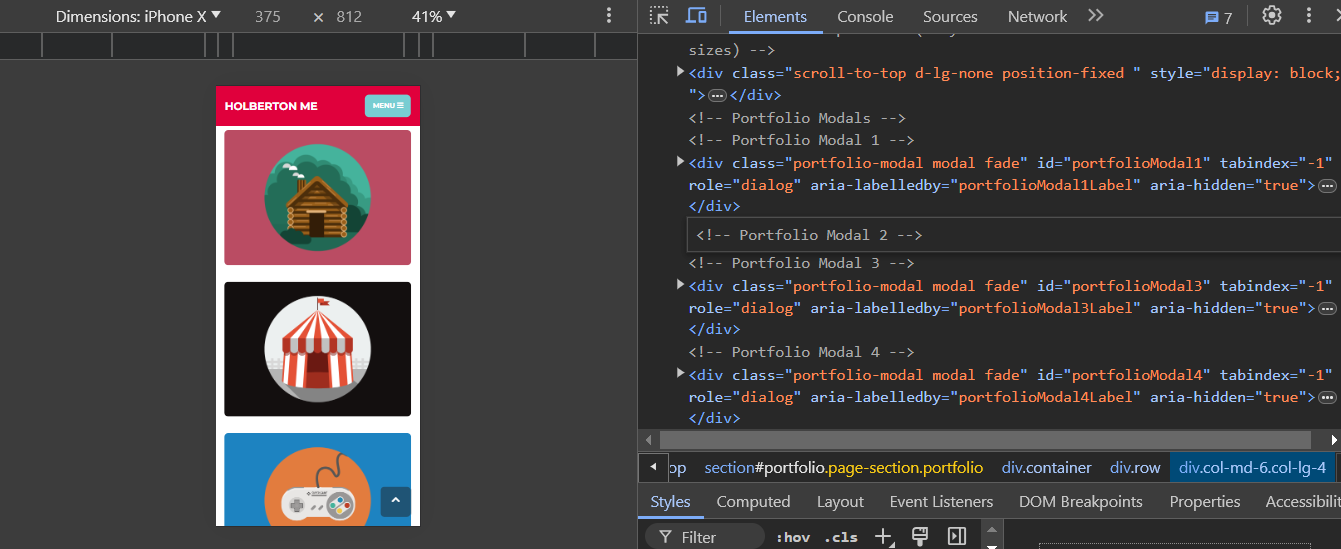 Dimensions: iPhone X ▼ 375 × 812 41% ▼
HOLBERTON ME MENU
Elements Console Sources Network 7
sizes) -->
<div class="scroll-to-top d-lg-none position-fixed " style="display: block;
">…</div>
<!-- Portfolio Modals -->
<!-- Portfolio Modal 1 -->
<div class="portfolio-modal modal fade" id="portfolioModal1" tabindex="-1"
role="dialog" aria-labelledby="portfolioModal1Label" aria-hidden="true">…
</div>
<!-- Portfolio Modal 2 -->
<!-- Portfolio Modal 3 -->
<div class="portfolio-modal modal fade" id="portfolioModal3" tabindex="-1"
role="dialog" aria-labelledby="portfolioModal3Label" aria-hidden="true">…
</div>
<!-- Portfolio Modal 4 -->
<div class="portfolio-modal modal fade" id="portfolioModal4" tabindex="-1"
role="dialog" aria-labelledby="portfolioModal4Label" aria-hidden="true">…
</div>
op section#portfolio.page-section.portfolio div.container div.row div.col-md-6.col-lg-4
Styles Computed Layout Event Listeners DOM Breakpoints Properties Accessibili
Filter :hov .cls